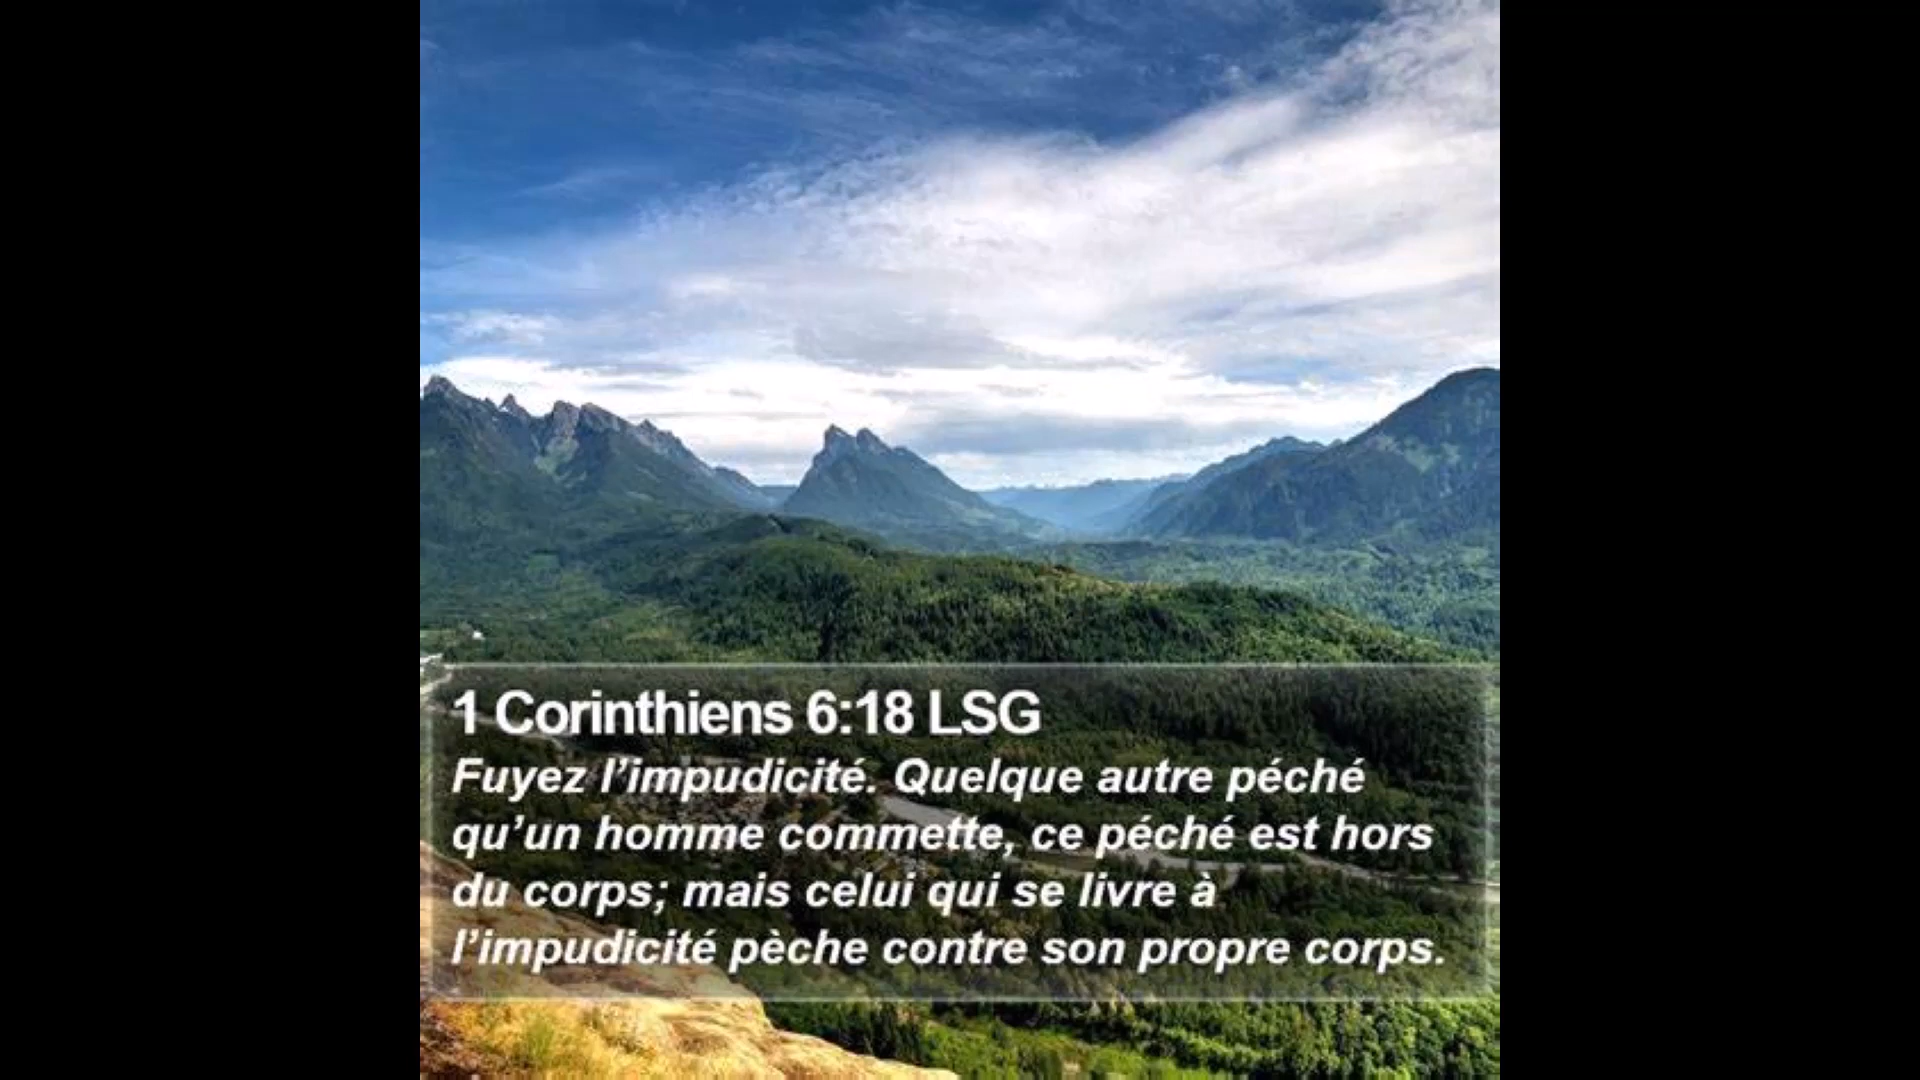 1 Corinthiens 6:18 LSG
Fuyez l’impudicité. Quelque autre péché
qu’un homme commette, ce péché est hors
du corps; mais celui qui se livre à
l’impudicité pèche contre son propre corps.